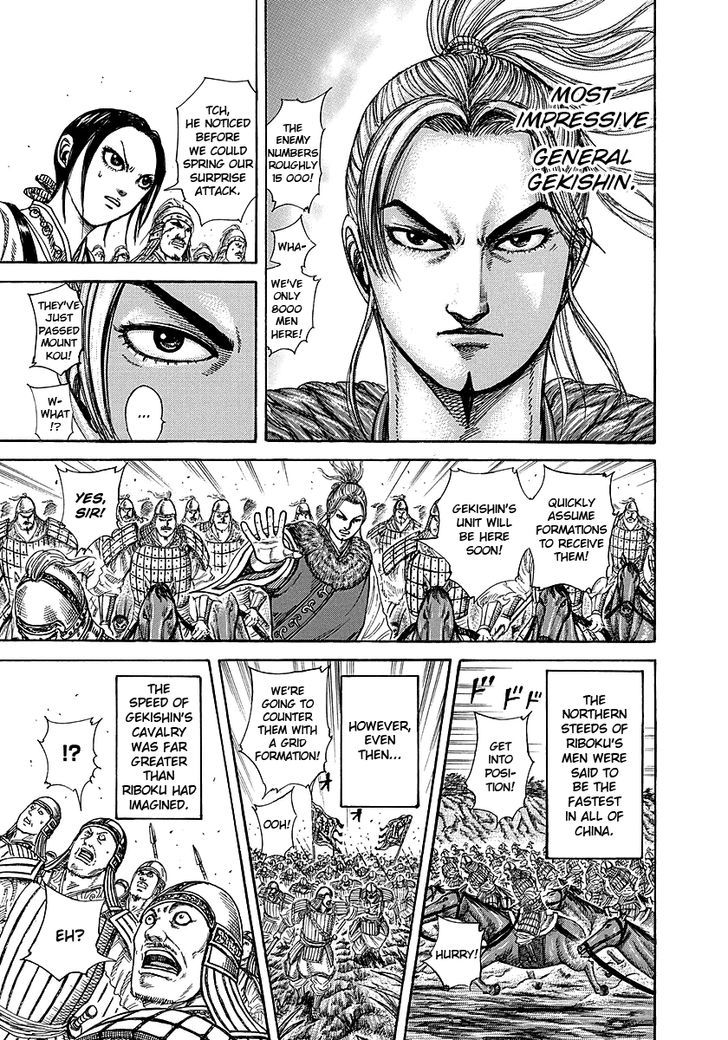 MOST
IMPRESSIVE
GENERAL
GEKISHIN.
THE
ENEMY
NUMBERS
ROUGHLY
15 000!
WHA-
WE'VE
ONLY
8000
MEN
HERE!
TCH,
HE NOTICED
BEFORE
WE COULD
SPRING OUR
SURPRISE
ATTACK.
THEY'VE
JUST
PASSED
MOUNT
KOU!
W-
WHAT
!?
...
QUICKLY
ASSUME
FORMATIONS
TO RECEIVE
THEM!
GEKISHIN'S
UNIT WILL
BE HERE
SOON!
YES,
SIR!
THE
NORTHERN
STEEDS OF
RIBOKU'S
MEN WERE
SAID TO
BE THE
FASTEST
IN ALL OF
CHINA.
ドドド
GET
INTO
POSI-
TION!
HURRY!
HOWEVER,
EVEN
THEN...
WE'RE
GOING TO
COUNTER
THEM WITH
A GRID
FORMATION!
OOH!
THE
SPEED OF
GEKISHIN'S
CAVALRY
WAS FAR
GREATER
THAN
RIBOKU HAD
IMAGINED.
!?
EH?